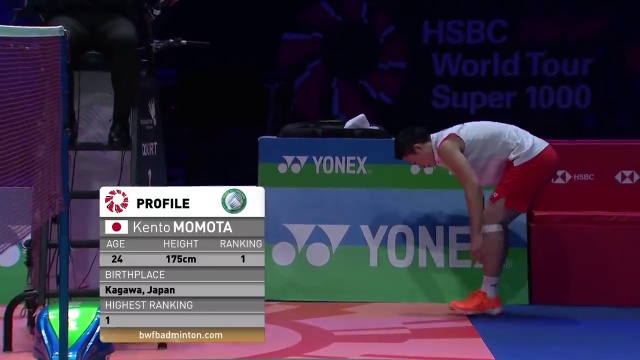 HSBC
World Tour
Super 1000
YONEX
HSBC
YONEX
COURT
PROFILE
Kento MOMOTA
AGE HEIGHT RANKING
24 175cm 1
BIRTHPLACE
Kagawa, Japan
HIGHEST RANKING
1
bwfbadminton.com